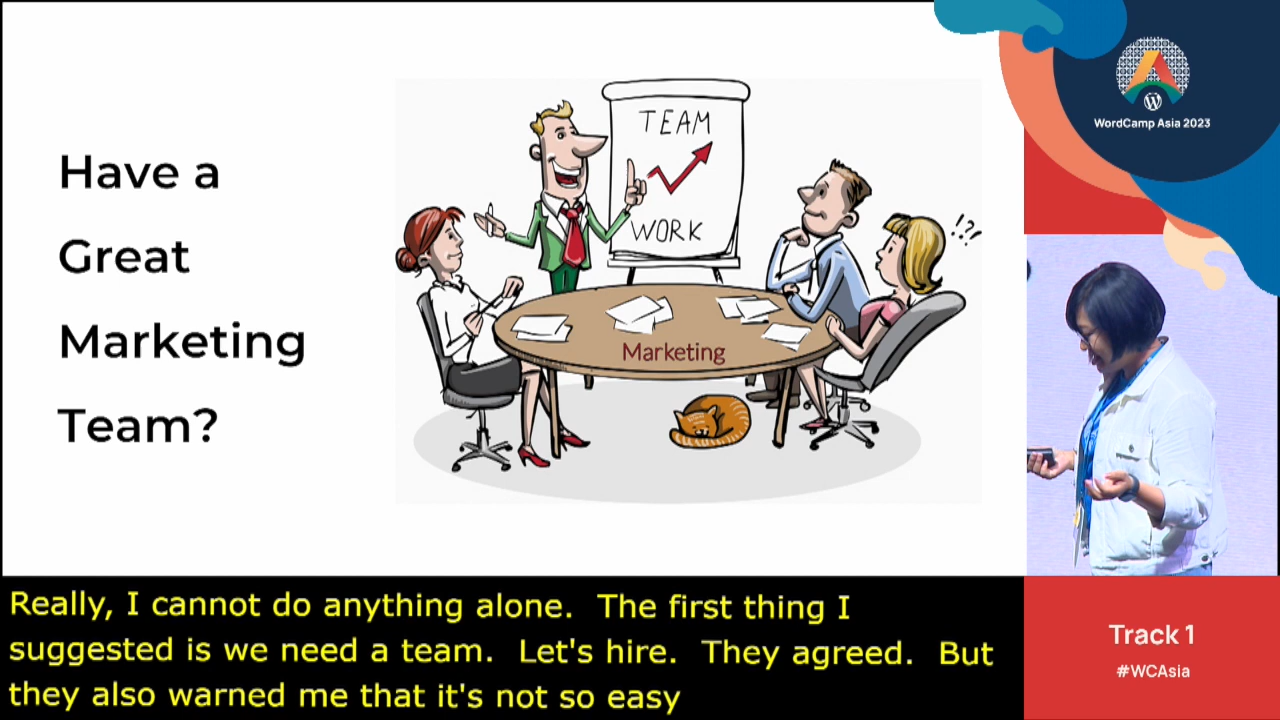 Have a
Great
Marketing
Team?
TEAM
WORK
!?!
Marketing
WordCamp Asia 2023
Really, I cannot do anything alone.  The first thing I
suggested is we need a team.  Let's hire.  They agreed.  But
they also warned me that it's not so easy
Track 1
#WCAsia